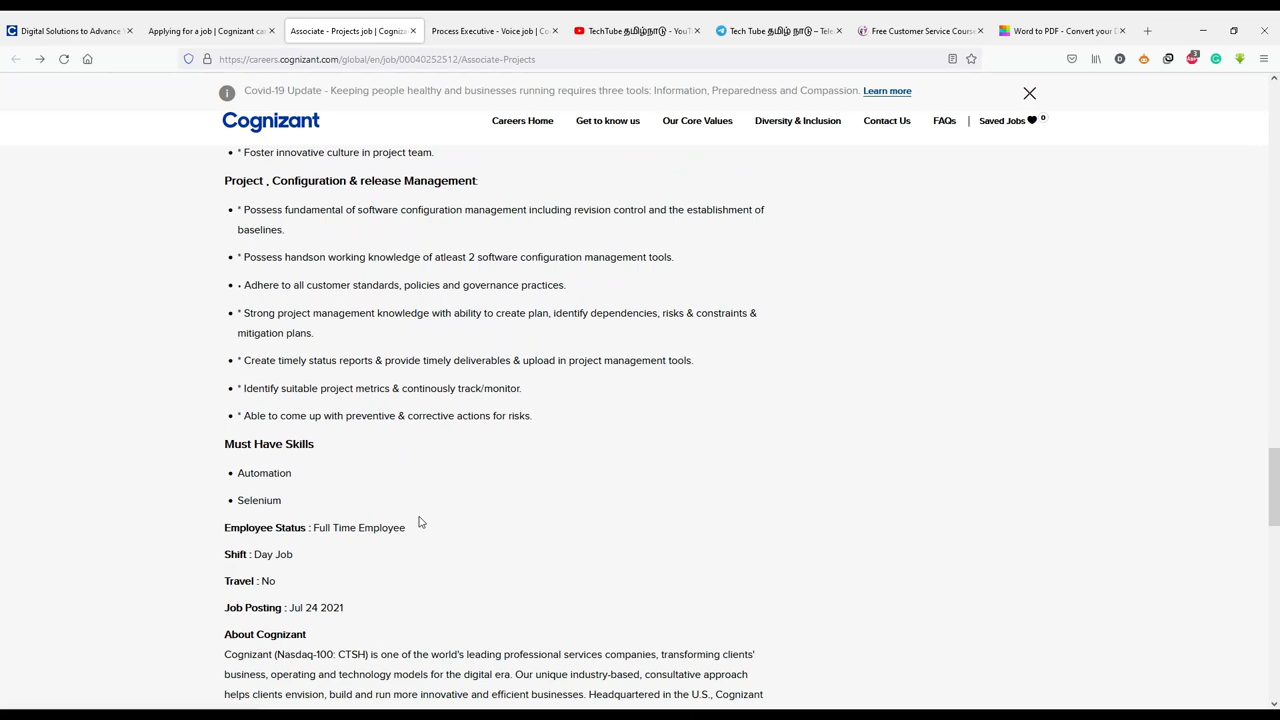 Digital Solutions to Advance
Applying for a job | Cognizant ca
Associate - Projects job | Cogniza
Process Executive - Voice job | Co
TechTube தமிழ்நாடு - YouT
Tech Tube தமிழ் நாடு – Tele
Free Customer Service Course
Word to PDF - Convert your D
https://careers.cognizant.com/global/en/job/00040252512/Associate-Projects
3
Covid-19 Update - Keeping people healthy and businesses running requires three tools: Information, Preparedness and Compassion. Learn more
Cognizant
Careers Home
Get to know us
Our Core Values
Diversity & Inclusion
Contact Us
FAQs
Saved Jobs 0
• * Foster innovative culture in project team.
Project , Configuration & release Management:
• * Possess fundamental of software configuration management including revision control and the establishment of
baselines.
• * Possess handson working knowledge of atleast 2 software configuration management tools.
• • Adhere to all customer standards, policies and governance practices.
• * Strong project management knowledge with ability to create plan, identify dependencies, risks & constraints &
mitigation plans.
• * Create timely status reports & provide timely deliverables & upload in project management tools.
• * Identify suitable project metrics & continously track/monitor.
• * Able to come up with preventive & corrective actions for risks.
Must Have Skills
• Automation
• Selenium
Employee Status : Full Time Employee
Shift : Day Job
Travel : No
Job Posting : Jul 24 2021
About Cognizant
Cognizant (Nasdaq-100: CTSH) is one of the world's leading professional services companies, transforming clients'
business, operating and technology models for the digital era. Our unique industry-based, consultative approach
helps clients envision, build and run more innovative and efficient businesses. Headquartered in the U.S., Cognizant